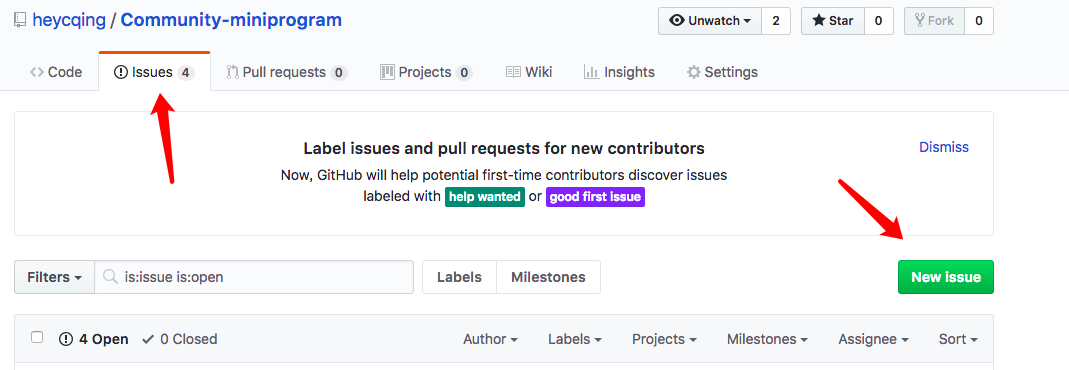 heycqing / Community-miniprogram Unwatch 2 Star 0 Fork 0
Code Issues 4 Pull requests 0 Projects 0 Wiki Insights Settings
Label issues and pull requests for new contributors Dismiss
Now, GitHub will help potential first-time contributors discover issues
labeled with help wanted or good first issue
Filters is:issue is:open Labels Milestones New issue
4 Open 0 Closed Author Labels Projects Milestones Assignee Sort